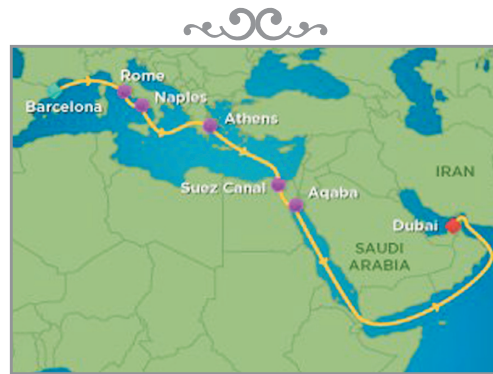 Rome
Barcelona
Naples
Athens
Suez Canal
Aqaba
IRAN
Dubai
SAUDI
ARABIA